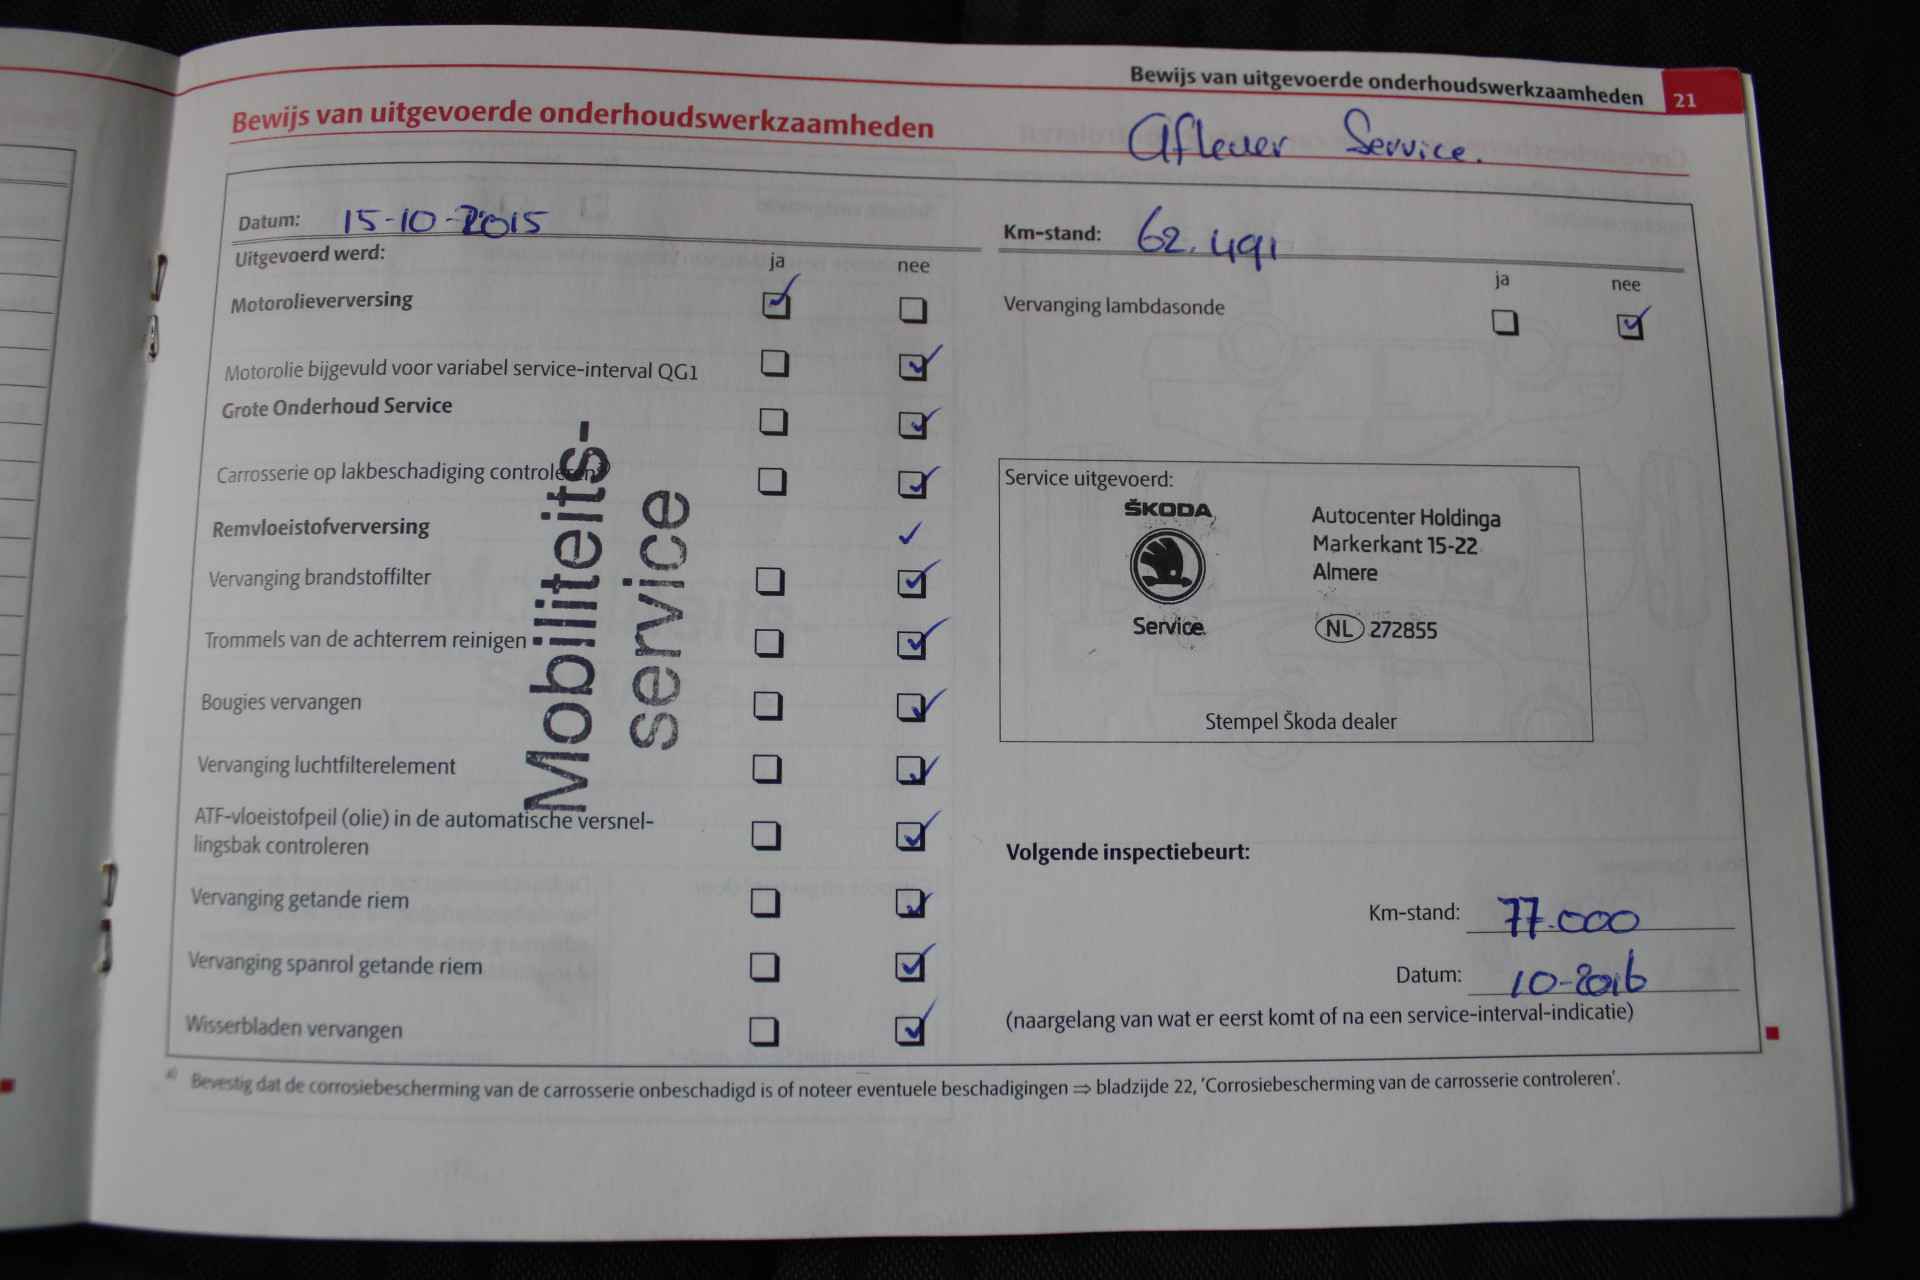 Bewijs van uitgevoerde onderhoudswerkzaamheden 21
Bewijs van uitgevoerde onderhoudswerkzaamheden
Aflever Service.
Datum: 15-10-2015
Km-stand: 62.491
Uitgevoerd werd:
ja nee
ja nee
Motorolieverversing
Vervanging lambdasonde
Motorolie bijgevuld voor variabel service-interval QG1
Grote Onderhoud Service
Carrosserie op lakbeschadiging controleren
Remvloeistofverversing
Vervanging brandstoffilter
Trommels van de achterrem reinigen
Bougies vervangen
Vervanging luchtfilterelement
ATF-vloeistofpeil (olie) in de automatische versnel-
lingsbak controleren
Vervanging getande riem
Vervanging spanrol getande riem
Wisserbladen vervangen
Mobiliteits-
service
Service uitgevoerd:
ŠKODA
Service
Autocenter Holdinga
Markerkant 15-22
Almere
NL 272855
Stempel Škoda dealer
Volgende inspectiebeurt:
Km-stand: 77.000
Datum: 10-2016
(naargelang van wat er eerst komt of na een service-interval-indicatie)
a) Bevestig dat de corrosiebescherming van de carrosserie onbeschadigd is of noteer eventuele beschadigingen ⇒ bladzijde 22, 'Corrosiebescherming van de carrosserie controleren'.